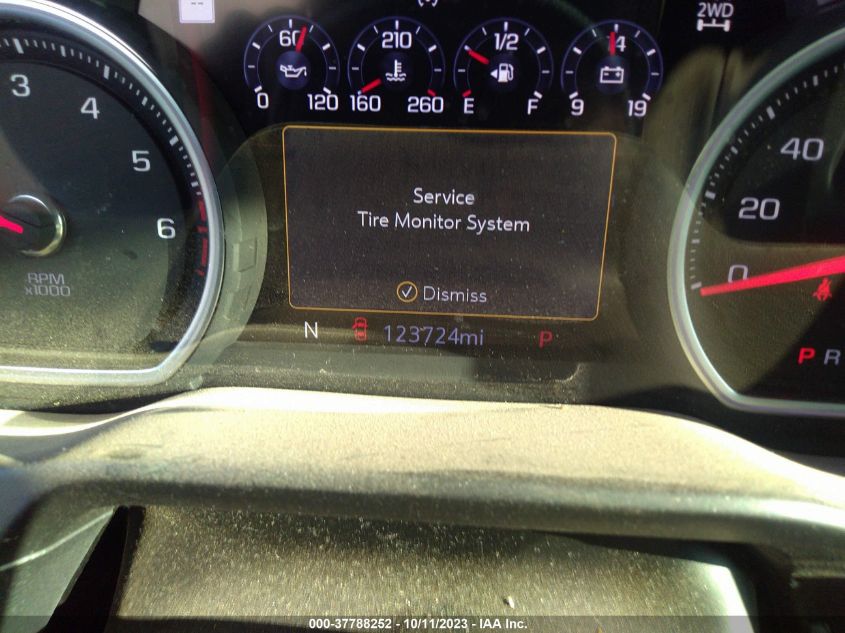 --
2WD
60
210
1/2
4
0 120 160 260 E F 9 19
3
4
5
6
RPM
x1000
Service
Tire Monitor System
Dismiss
N 123724mi P
40
20
0
P R
000-37788252 - 10/11/2023 - IAA Inc.